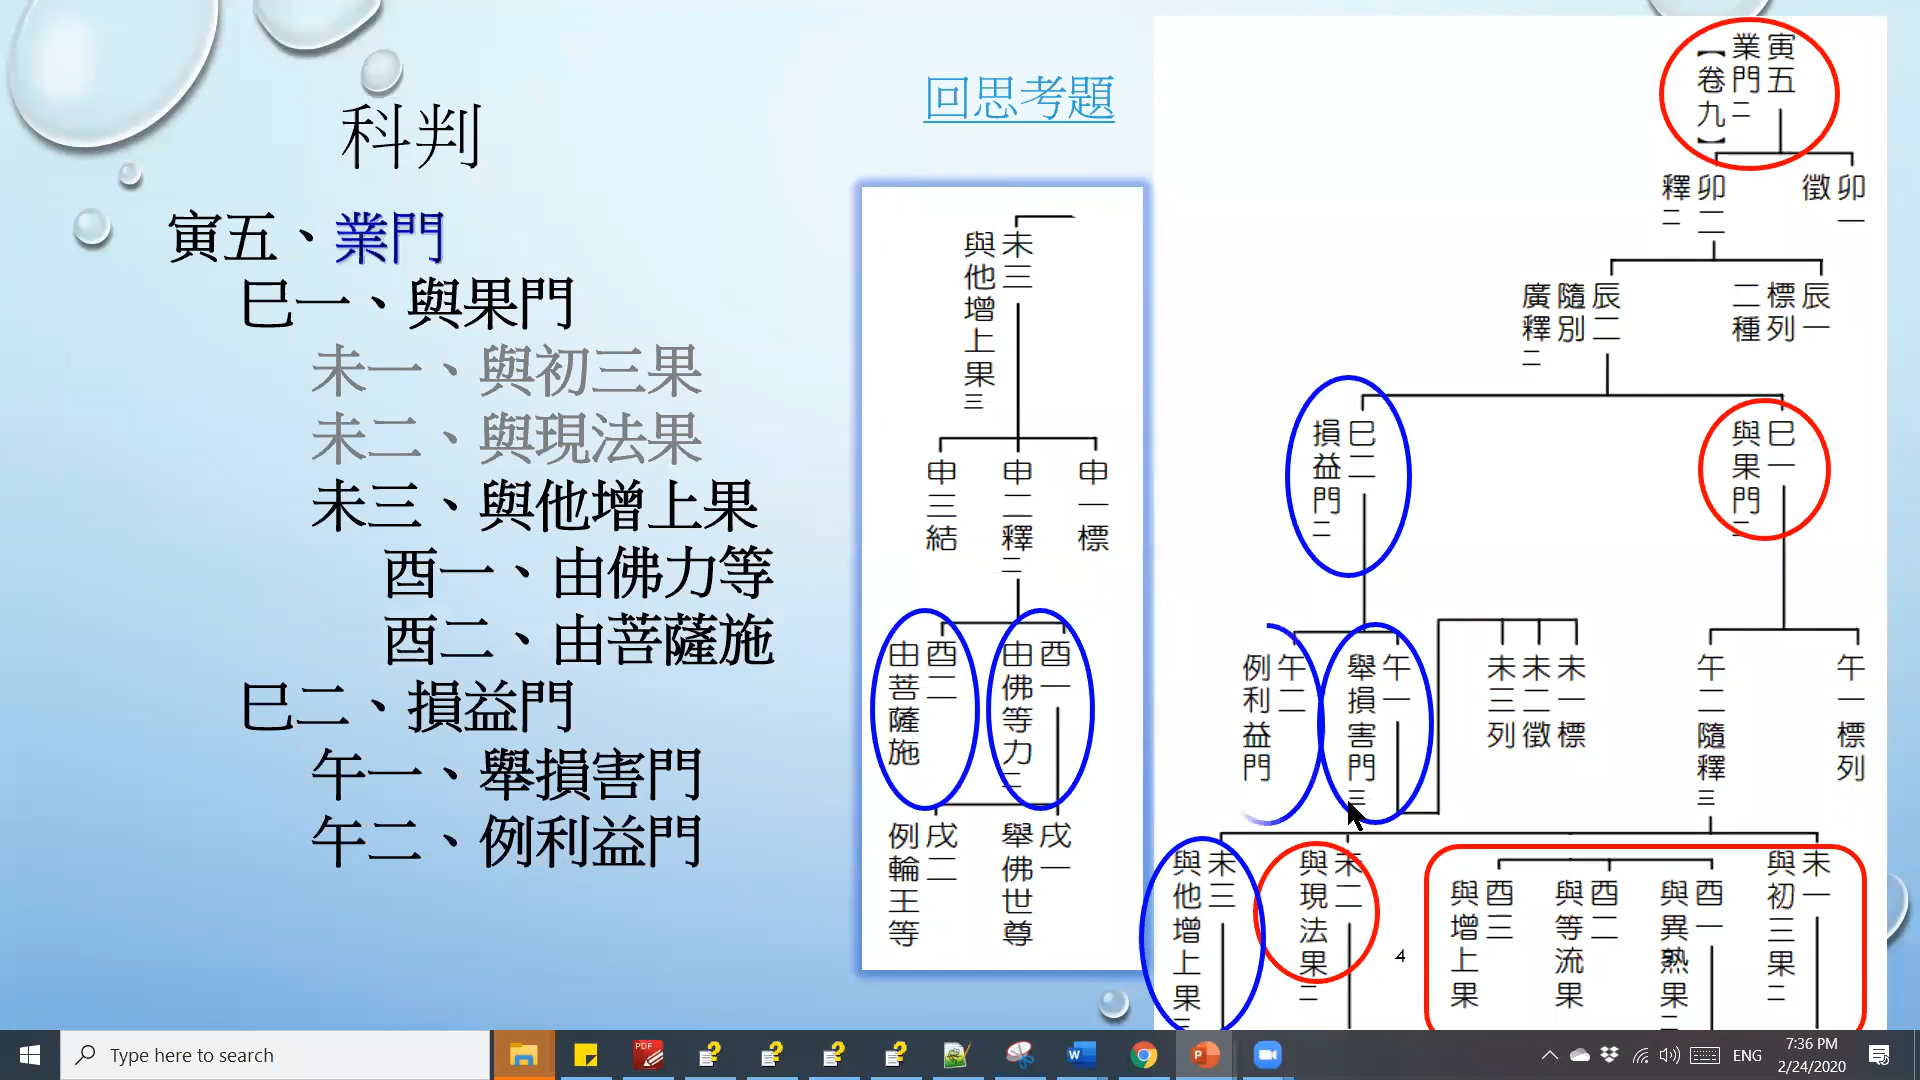 科判
回思考題
寅五、業門
巳一、與果門
未一、與初三果
未二、與現法果
未三、與他增上果
酉一、由佛力等
酉二、由菩薩施
巳二、損益門
午一、舉損害門
午二、例利益門
未三
與他增上果三
申一標
申二釋二
申三結
酉一
由佛等力二
酉二
由菩薩施
戌一
舉佛世尊
戌二
例輪王等
寅五
業門二
【卷九】
卯一
徵
卯二
釋二
辰一
標列
二種
辰二
隨別
廣釋二
巳一
與果門二
巳二
損益門二
午一標列
午二隨釋三
未一標
未二徵
未三列
午一
舉損害門三
午二
例利益門
未一
與初三果二
酉一
與異熟果二
酉二
與等流果
酉三
與增上果
未二
與現法果二
未三
與他增上果三
4
Type here to search
ENG
7:36 PM
2/24/2020